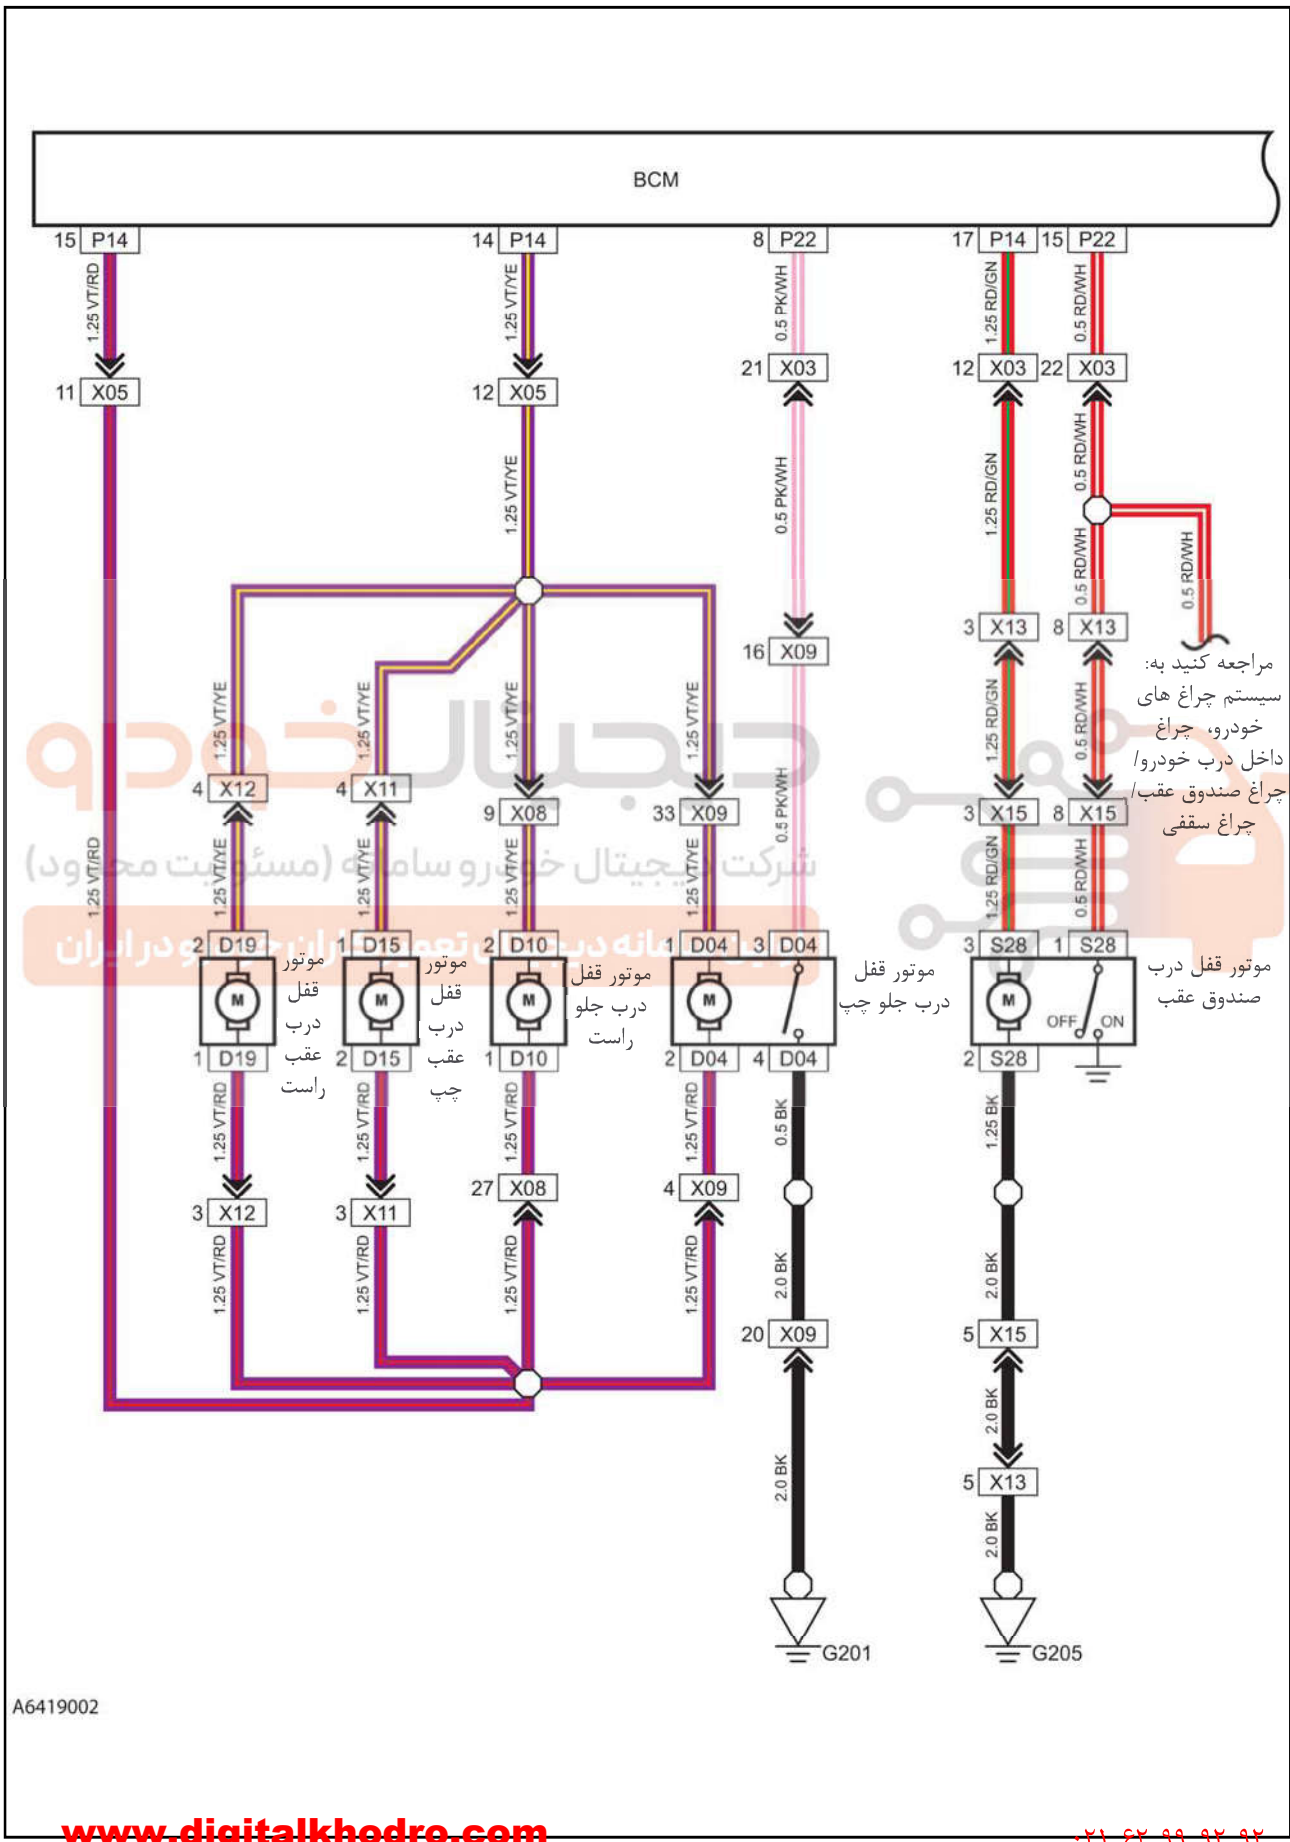 BCM
15 P14
14 P14
8 P22
17 P14
15 P22
1.25 VT/RD
1.25 VT/YE
0.5 PK/WH
1.25 RD/GN
0.5 RD/WH
21 X03
12 X03
22 X03
11 X05
12 X05
1.25 VT/YE
0.5 PK/WH
1.25 RD/GN
0.5 RD/WH
0.5 RD/WH
0.5 RD/WH
3 X13
8 X13
16 X09
مراجعه کنید به:
سیستم چراغ های
خودرو، چراغ
داخل درب خودرو/
چراغ صندوق عقب/
چراغ سقفی
1.25 VT/YE
1.25 VT/YE
1.25 VT/YE
1.25 VT/YE
1.25 RD/GN
0.5 RD/WH
دیجیتال خودرو
4 X12
4 X11
9 X08
33 X09
3 X15
8 X15
0.5 PK/WH
شرکت دیجیتال خودرو سامانه (مسئولیت محدود)
1.25 VT/RD
1.25 VT/YE
1.25 VT/YE
1.25 VT/YE
1.25 VT/YE
1.25 RD/GN
0.5 RD/WH
2 D19
1 D15
2 D10
1 D04
3 D04
3 S28
1 S28
M
M
M
M
M
OFF
ON
موتور قفل درب عقب راست
موتور قفل درب عقب چپ
موتور قفل درب جلو راست
موتور قفل درب جلو چپ
موتور قفل درب صندوق عقب
1 D19
2 D15
1 D10
2 D04
4 D04
2 S28
1.25 VT/RD
1.25 VT/RD
1.25 VT/RD
1.25 VT/RD
0.5 BK
1.25 BK
3 X12
3 X11
27 X08
4 X09
1.25 VT/RD
1.25 VT/RD
1.25 VT/RD
1.25 VT/RD
2.0 BK
2.0 BK
20 X09
5 X15
2.0 BK
2.0 BK
5 X13
2.0 BK
G201
G205
A6419002
www.digitalkhodro.com
۰۲۱ ۶۲ ۹۹ ۹۲ ۹۲